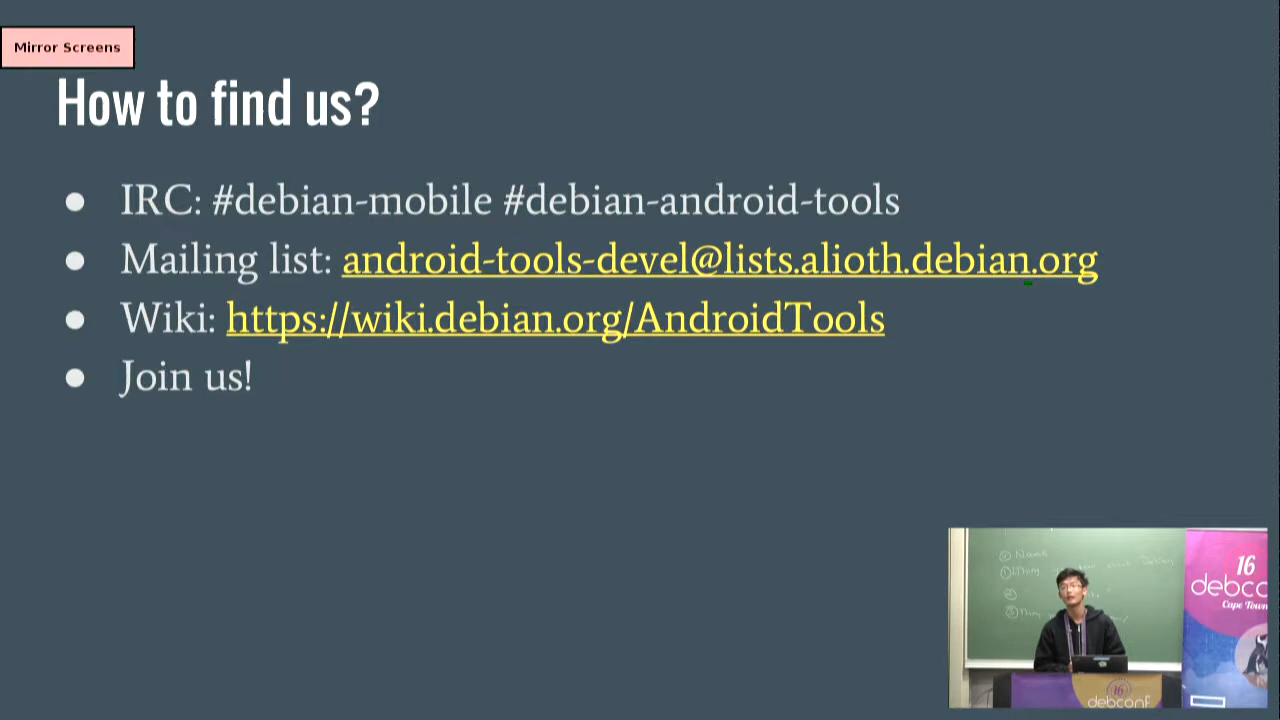 Mirror Screens
How to find us?
● IRC: #debian-mobile #debian-android-tools
● Mailing list: android-tools-devel@lists.alioth.debian.org
● Wiki: https://wiki.debian.org/AndroidTools
● Join us!
16
Cape Town
16
debconf